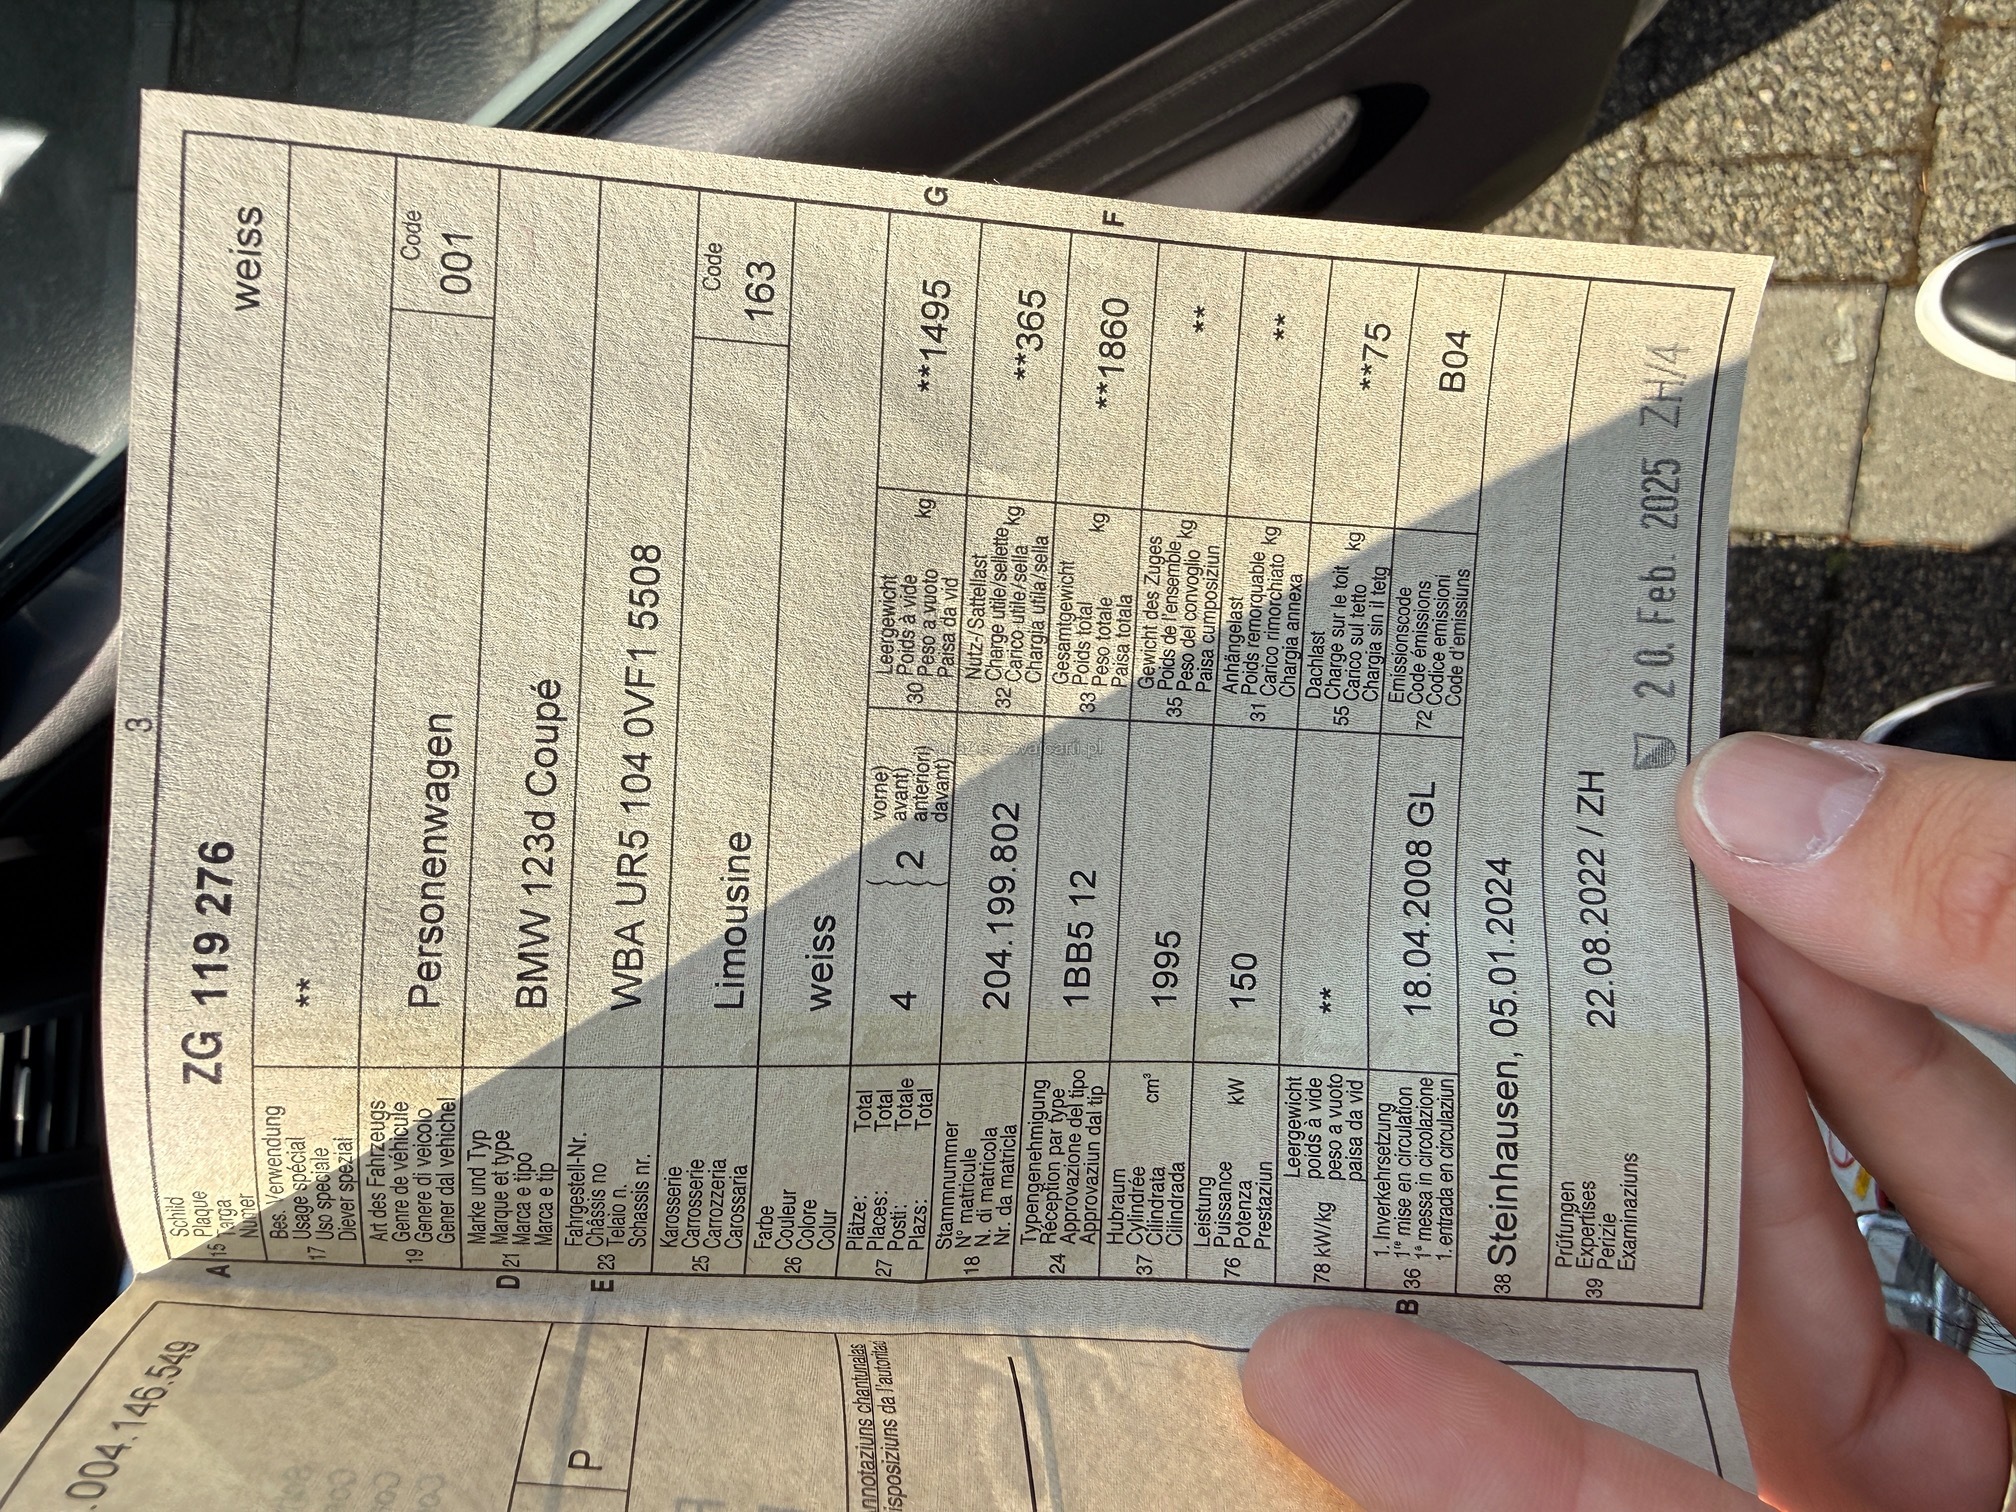 3
Schild
Plaque
Targa
Numer
A 15 ZG 119 276 weiss
Bes. Verwendung
Usage spécial
17 Uso speciale **
Diever spezial
Art des Fahrzeugs
Genre de véhicule
19 Genere di veicolo Personenwagen
Gener dal vehichel
Code
001
Marke und Typ
D 21 Marque et type BMW 123d Coupé
Marca e tipo
Marca e tip
Fahrgestell-Nr.
E 23 Châssis no WBA UR5 104 0VF1 5508
Telaio n.
Schassis nr.
Karosserie
25 Carrosserie Limousine
Carrozzeria
Carossaria
Code
163
Farbe
26 Couleur weiss
Colore
Colur
Plätze: Total vorne)
Places: Total avant)
27 Posti: Totale 4 2 anteriori)
Plazs: Total davant)
Leergewicht
Poids à vide
30 Peso a vuoto kg **1495 G
Paisa da vid
Stammnummer
18 N° matricule 204.199.802
N. di matricola
Nr. da matricla
Nutz-/Sattellast
Charge utile/sellette
32 Carico utile/sella kg **365
Chargia utila/sella
Typengenehmigung
Réception par type
24 Approvazione del tipo 1BB5 12
Approvaziun dal tip
Gesamtgewicht
Poids total
33 Peso totale kg **1860 F
Paisa totala
Hubraum
37 Cylindrée cm³ 1995
Cilindrata
Cilindrada
Gewicht des Zuges
Poids de l'ensemble
35 Peso del convoglio kg **
Paisa cumposiziun
Leistung
76 Puissance kW 150
Potenza
Prestaziun
Anhängelast
Poids remorquable
31 Carico rimorchiato kg **
Chargia annexa
Leergewicht
78 kW/kg poids à vide **
peso a vuoto
paisa da vid
Dachlast
55 Charge sur le toit kg **75
Carico sul tetto
Chargia sin il tetg
1. Inverkehrsetzung
B 36 1re mise en circulation 18.04.2008 GL
1a messa in circolazione
1. entrada en circulaziun
Emissionscode
72 Code émissions B04
Codice emissioni
Code d'emissiuns
38 Steinhausen, 05.01.2024
Prüfungen
Expertises
39 Perizie 22.08.2022 / ZH
Examinaziuns
20. Feb. 2025 ZH/4
.004.146.549
P
nnotaziuns chantunalas
isposiziuns da l'autoritad